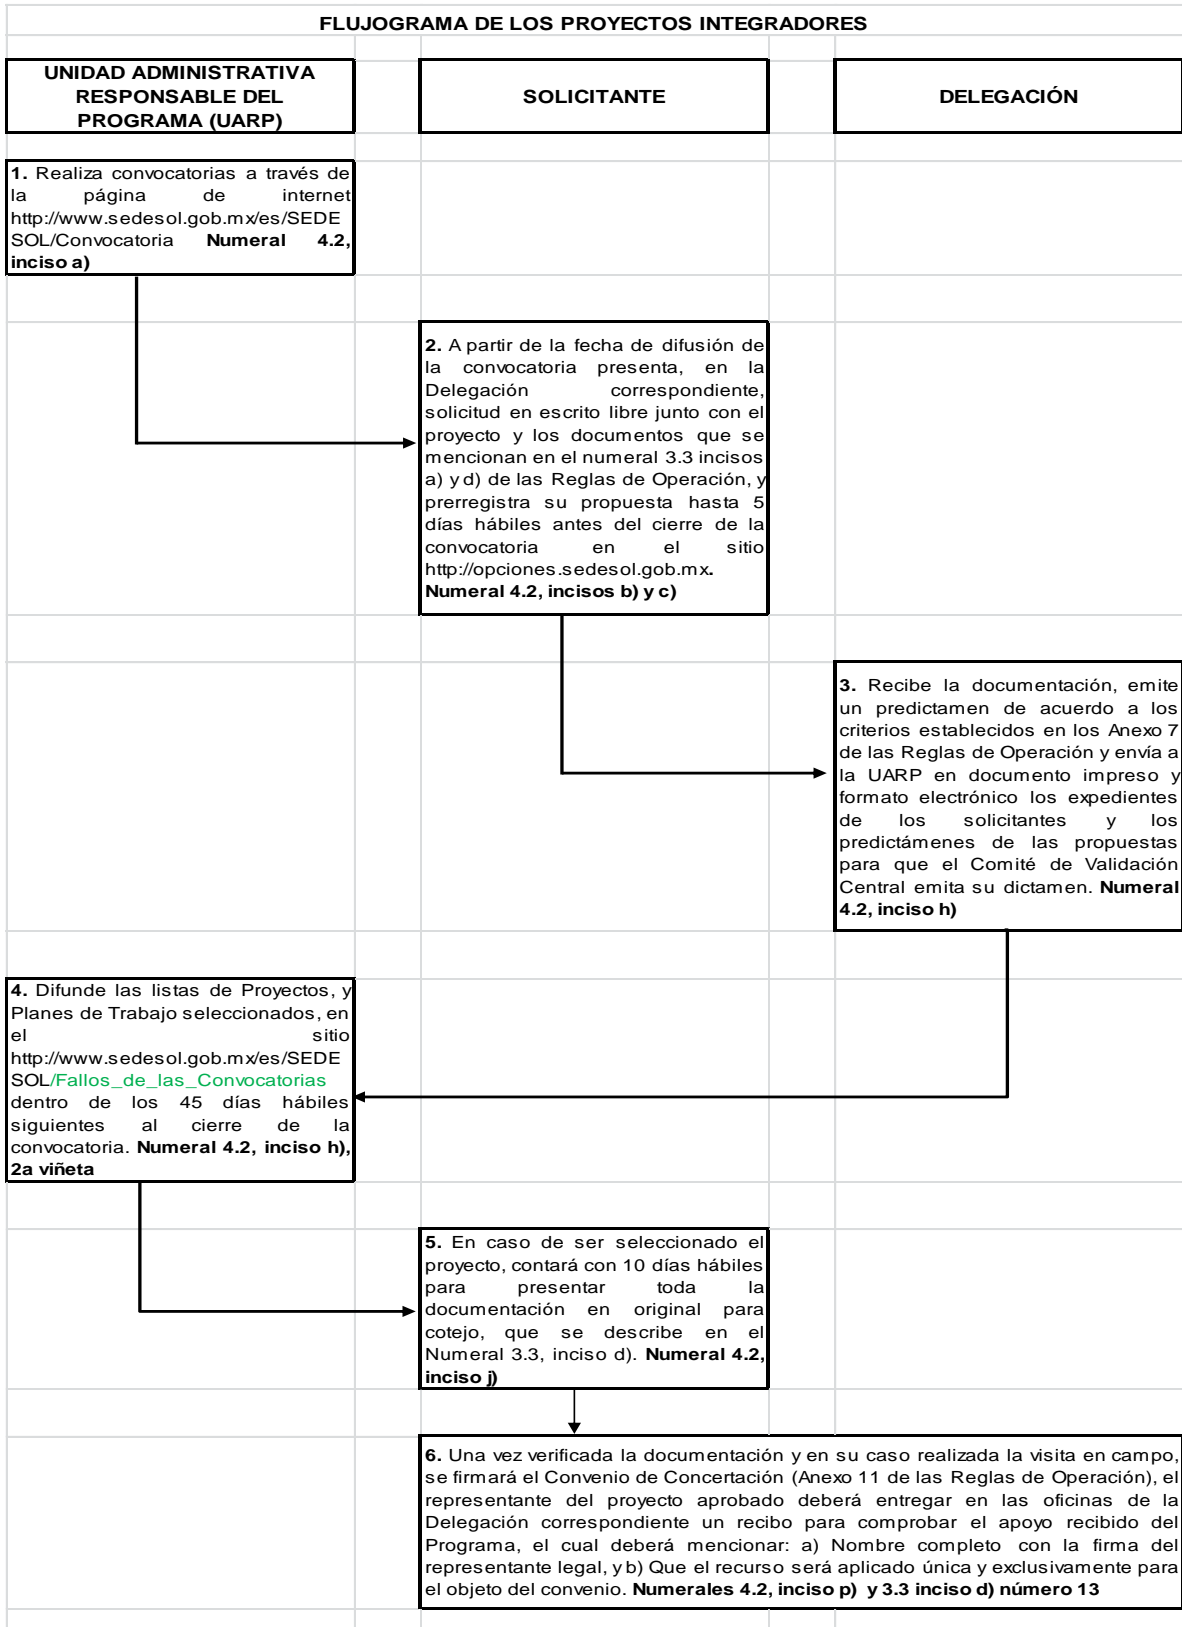 FLUJOGRAMA DE LOS PROYECTOS INTEGRADORES
UNIDAD ADMINISTRATIVA
RESPONSABLE DEL
PROGRAMA (UARP)
SOLICITANTE
DELEGACIÓN
1. Realiza convocatorias a través de
la página de internet
http://www.sedesol.gob.mx/es/SEDE
SOL/Convocatoria Numeral 4.2,
inciso a)
2. A partir de la fecha de difusión de
la convocatoria presenta, en la
Delegación correspondiente,
solicitud en escrito libre junto con el
proyecto y los documentos que se
mencionan en el numeral 3.3 incisos
a) y d) de las Reglas de Operación, y
prerregistra su propuesta hasta 5
días hábiles antes del cierre de la
convocatoria en el sitio
http://opciones.sedesol.gob.mx.
Numeral 4.2, incisos b) y c)
3. Recibe la documentación, emite
un predictamen de acuerdo a los
criterios establecidos en los Anexo 7
de las Reglas de Operación y envía a
la UARP en documento impreso y
formato electrónico los expedientes
de los solicitantes y los
predictámenes de las propuestas
para que el Comité de Validación
Central emita su dictamen. Numeral
4.2, inciso h)
4. Difunde las listas de Proyectos, y
Planes de Trabajo seleccionados, en
el sitio
http://www.sedesol.gob.mx/es/SEDE
SOL/Fallos_de_las_Convocatorias
dentro de los 45 días hábiles
siguientes al cierre de la
convocatoria. Numeral 4.2, inciso h),
2a viñeta
5. En caso de ser seleccionado el
proyecto, contará con 10 días hábiles
para presentar toda la
documentación en original para
cotejo, que se describe en el
Numeral 3.3, inciso d). Numeral 4.2,
inciso j)
6. Una vez verificada la documentación y en su caso realizada la visita en campo,
se firmará el Convenio de Concertación (Anexo 11 de las Reglas de Operación), el
representante del proyecto aprobado deberá entregar en las oficinas de la
Delegación correspondiente un recibo para comprobar el apoyo recibido del
Programa, el cual deberá mencionar: a) Nombre completo con la firma del
representante legal, y b) Que el recurso será aplicado única y exclusivamente para
el objeto del convenio. Numerales 4.2, inciso p) y 3.3 inciso d) número 13